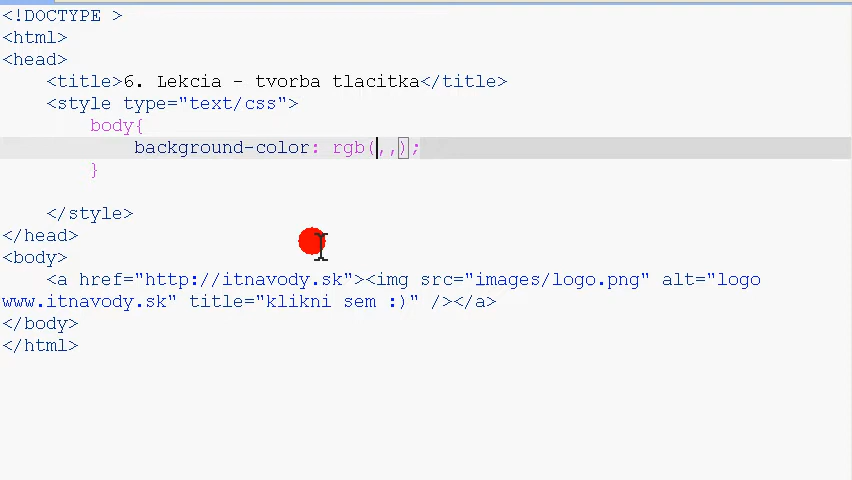 <!DOCTYPE >
<html>
<head>
<title>6. Lekcia - tvorba tlacitka</title>
<style type="text/css">
body{
background-color: rgb(,,);
}
</style>
</head>
<body>
<a href="http://itnavody.sk"><img src="images/logo.png" alt="logo
www.itnavody.sk" title="klikni sem :)" /></a>
</body>
</html>